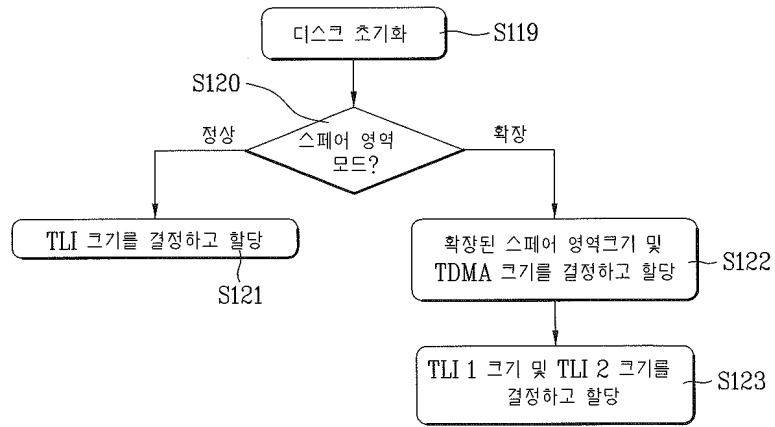 디스크 초기화
S119
S120
스페어 영역
모드?
정상
확장
TLI 크기를 결정하고 할당
S121
확장된 스페어 영역크기 및
TDMA 크기를 결정하고 할당
S122
TLI 1 크기 및 TLI 2 크기를
결정하고 할당
S123